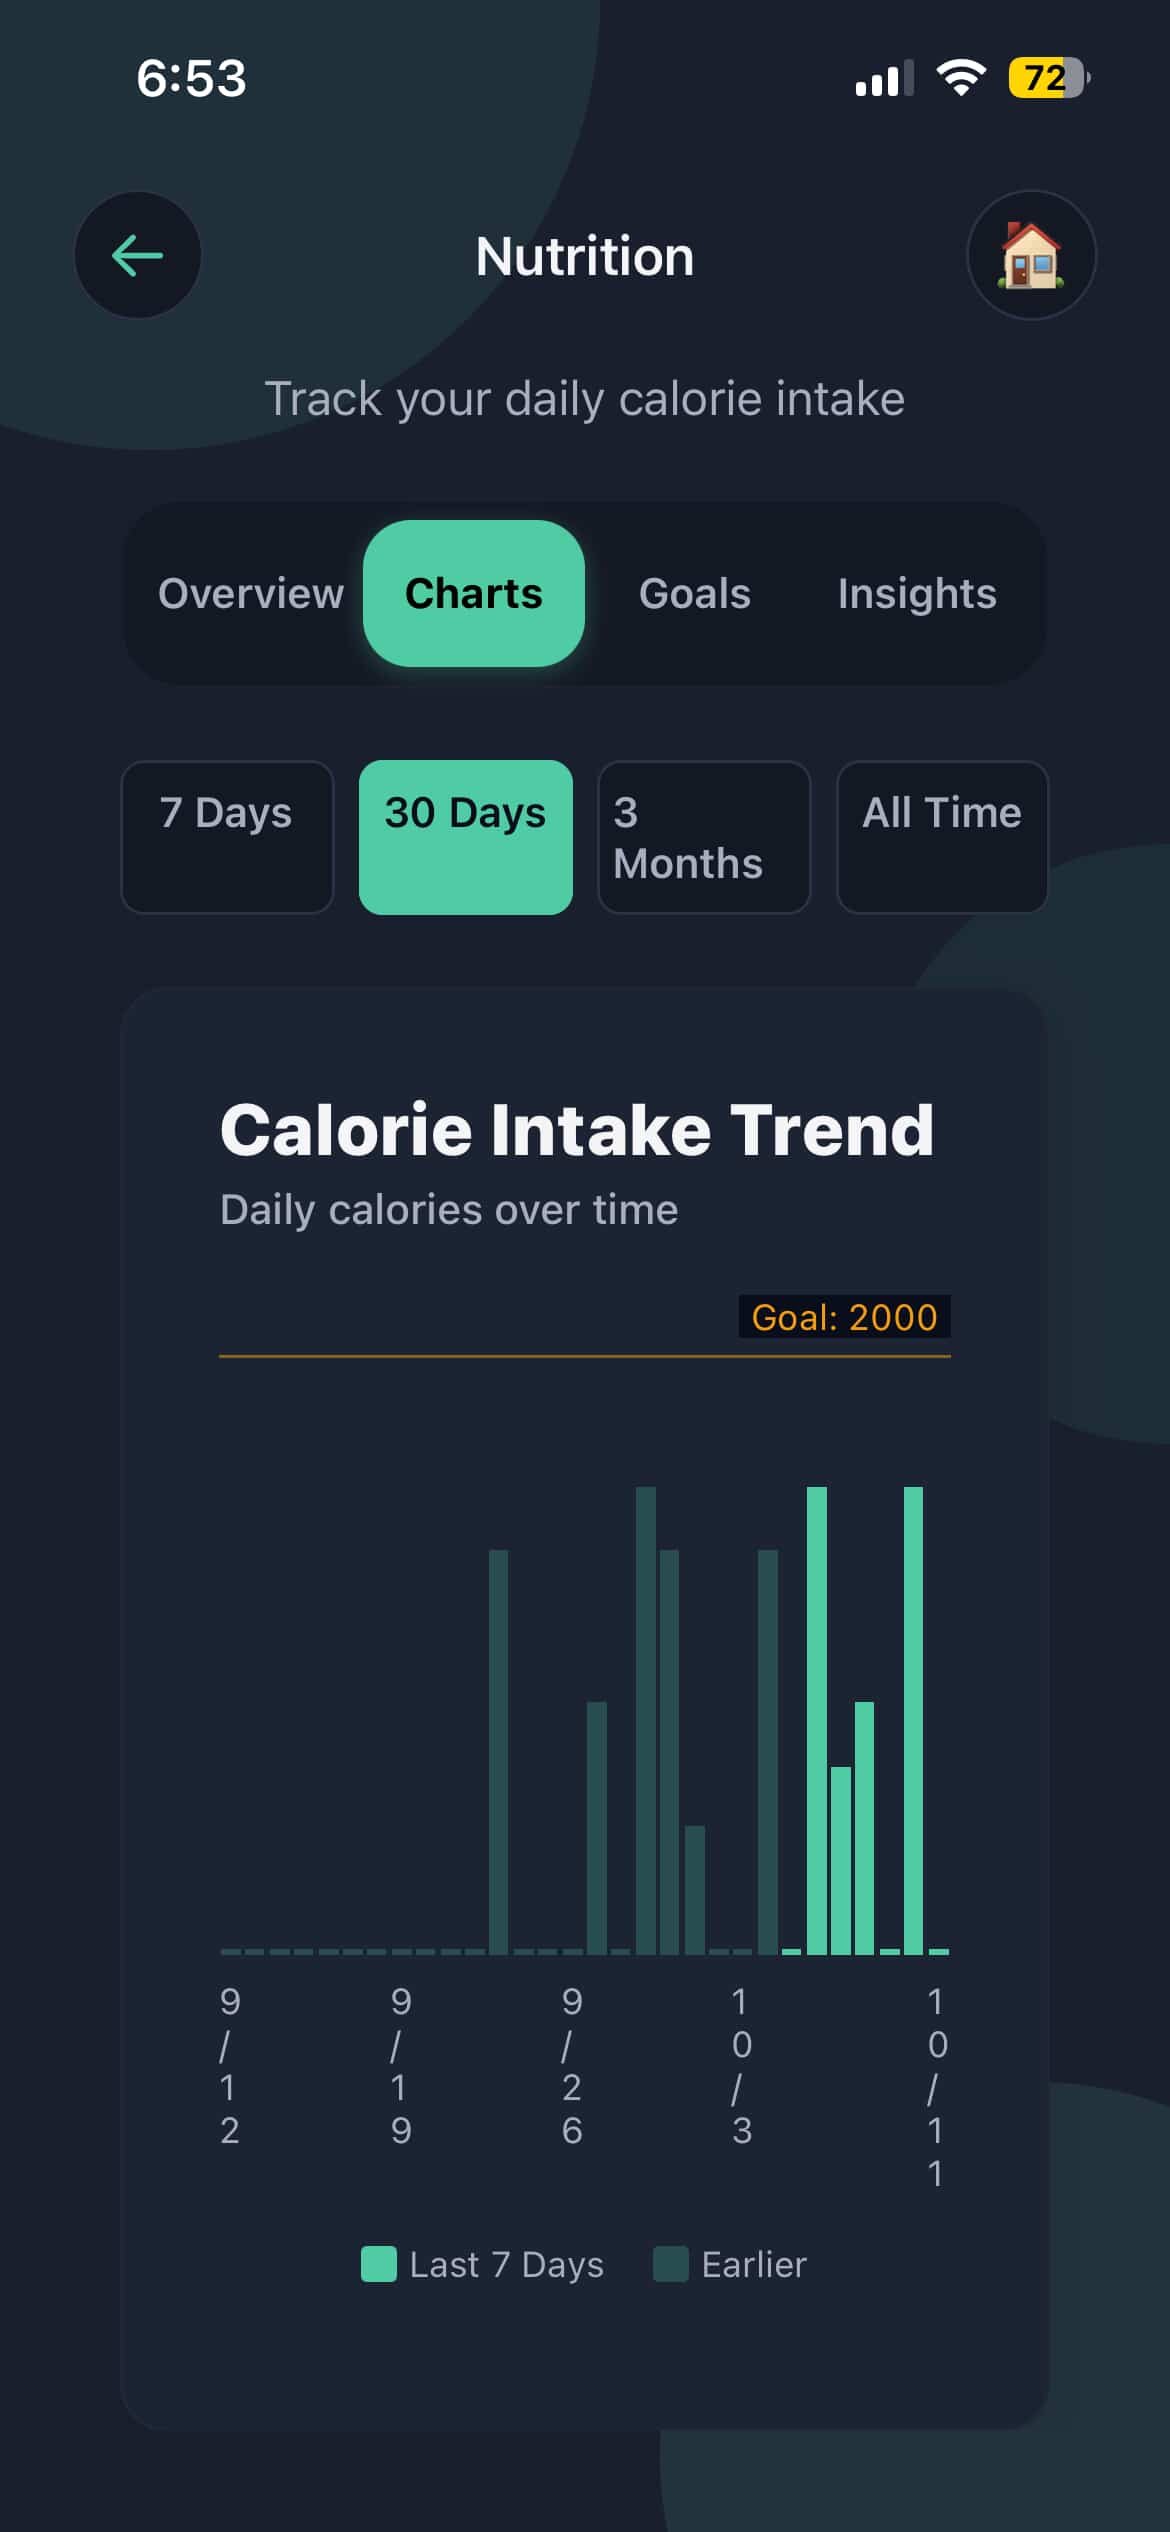 6:53
72
Nutrition
Track your daily calorie intake
Overview
Charts
Goals
Insights
7 Days
30 Days
3
Months
All Time
Calorie Intake Trend
Daily calories over time
Goal: 2000
9/12
9/19
9/26
10/3
10/11
Last 7 Days
Earlier